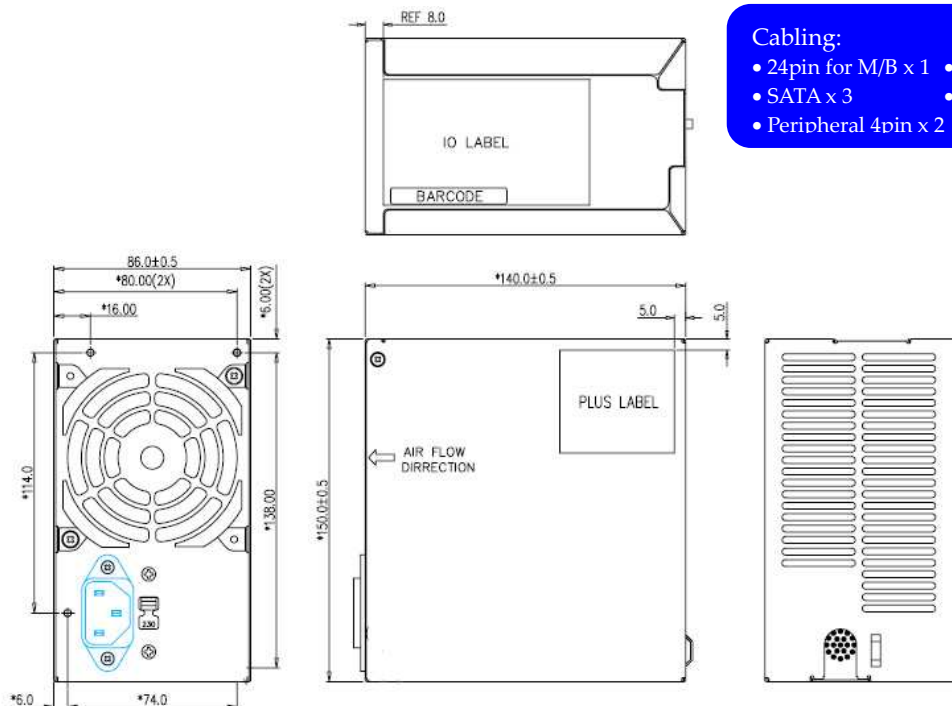 REF 8.0
Cabling:
• 24pin for M/B x 1 •
• SATA x 3 •
• Peripheral 4pin x 2
IO LABEL
BARCODE
86.0±0.5
*80.00(2X)
*16.00
*6.00(2X)
*140.0±0.5
5.0
5.0
PLUS LABEL
AIR FLOW
DIRRECTION
*114.0
*138.00
*150.0±0.5
230
*6.0
*74.0